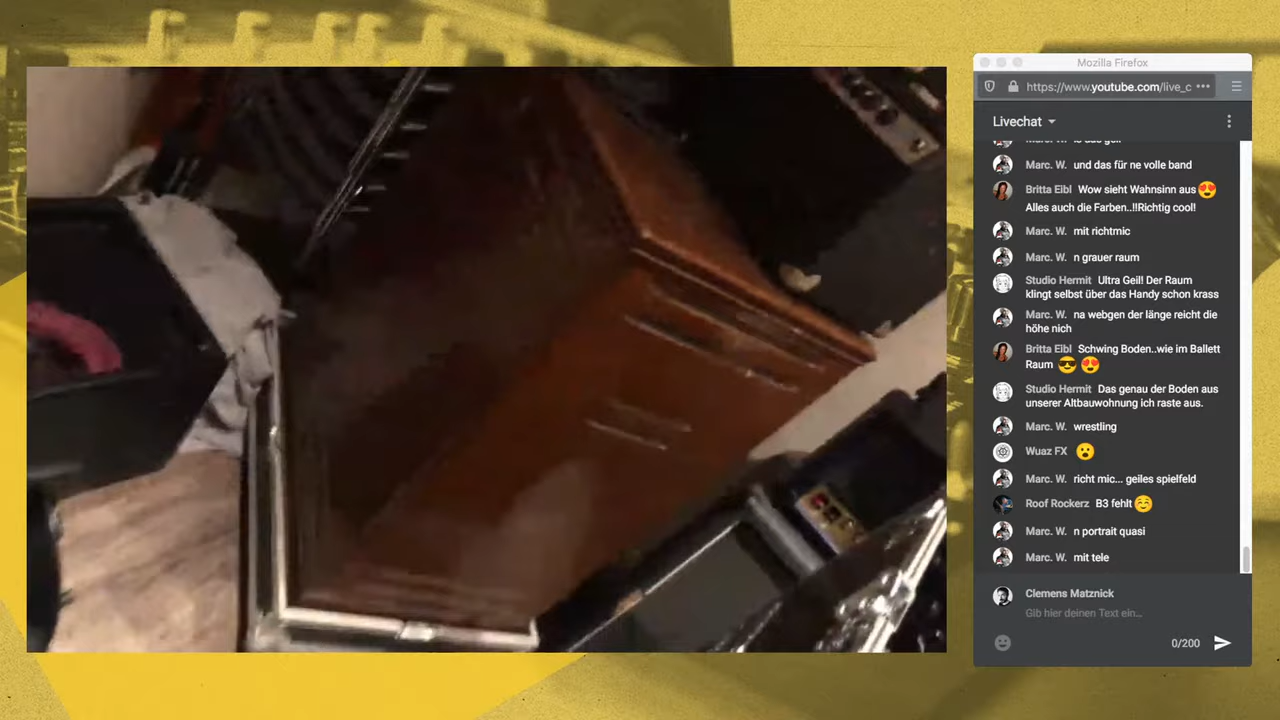 Mozilla Firefox
https://www.youtube.com/live_c
Livechat
Marc. W. und das für ne volle band
Britta Eibl Wow sieht Wahnsinn aus😍
Alles auch die Farben..!!Richtig cool!
Marc. W. mit richtmic
Marc. W. n grauer raum
Studio Hermit Ultra Geil! Der Raum
klingt selbst über das Handy schon krass
Marc. W. na webgen der länge reicht die
höhe nich
Britta Eibl Schwing Boden..wie im Ballett
Raum 😎 😍
Studio Hermit Das genau der Boden aus
unserer Altbauwohnung ich raste aus.
Marc. W. wrestling
Wuaz FX 😮
Marc. W. richt mic... geiles spielfeld
Roof Rockerz B3 fehlt☺️
Marc. W. n portrait quasi
Marc. W. mit tele
Clemens Matznick
Gib hier deinen Text ein...
0/200